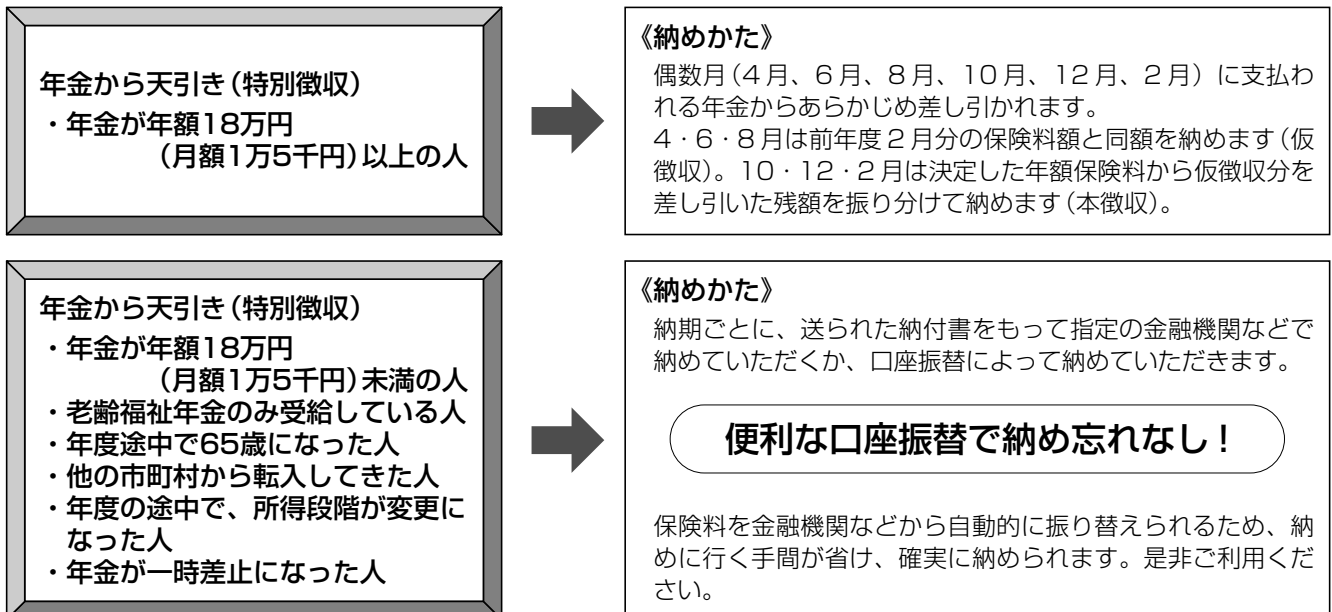 年金から天引き(特別徴収)
・年金が年額18万円
(月額1万5千円)以上の人
《納めかた》
偶数月(4月、6月、8月、10月、12月、2月)に支払わ
れる年金からあらかじめ差し引かれます。
4・6・8月は前年度2月分の保険料額と同額を納めます(仮
徴収)。10・12・2月は決定した年額保険料から仮徴収分を
差し引いた残額を振り分けて納めます(本徴収)。
年金から天引き(特別徴収)
・年金が年額18万円
(月額1万5千円)未満の人
・老齢福祉年金のみ受給している人
・年度途中で65歳になった人
・他の市町村から転入してきた人
・年度の途中で、所得段階が変更に
なった人
・年金が一時差止になった人
《納めかた》
納期ごとに、送られた納付書をもって指定の金融機関などで
納めていただくか、口座振替によって納めていただきます。
便利な口座振替で納め忘れなし!
保険料を金融機関などから自動的に振り替えられるため、納
めに行く手間が省け、確実に納められます。是非ご利用くだ
さい。